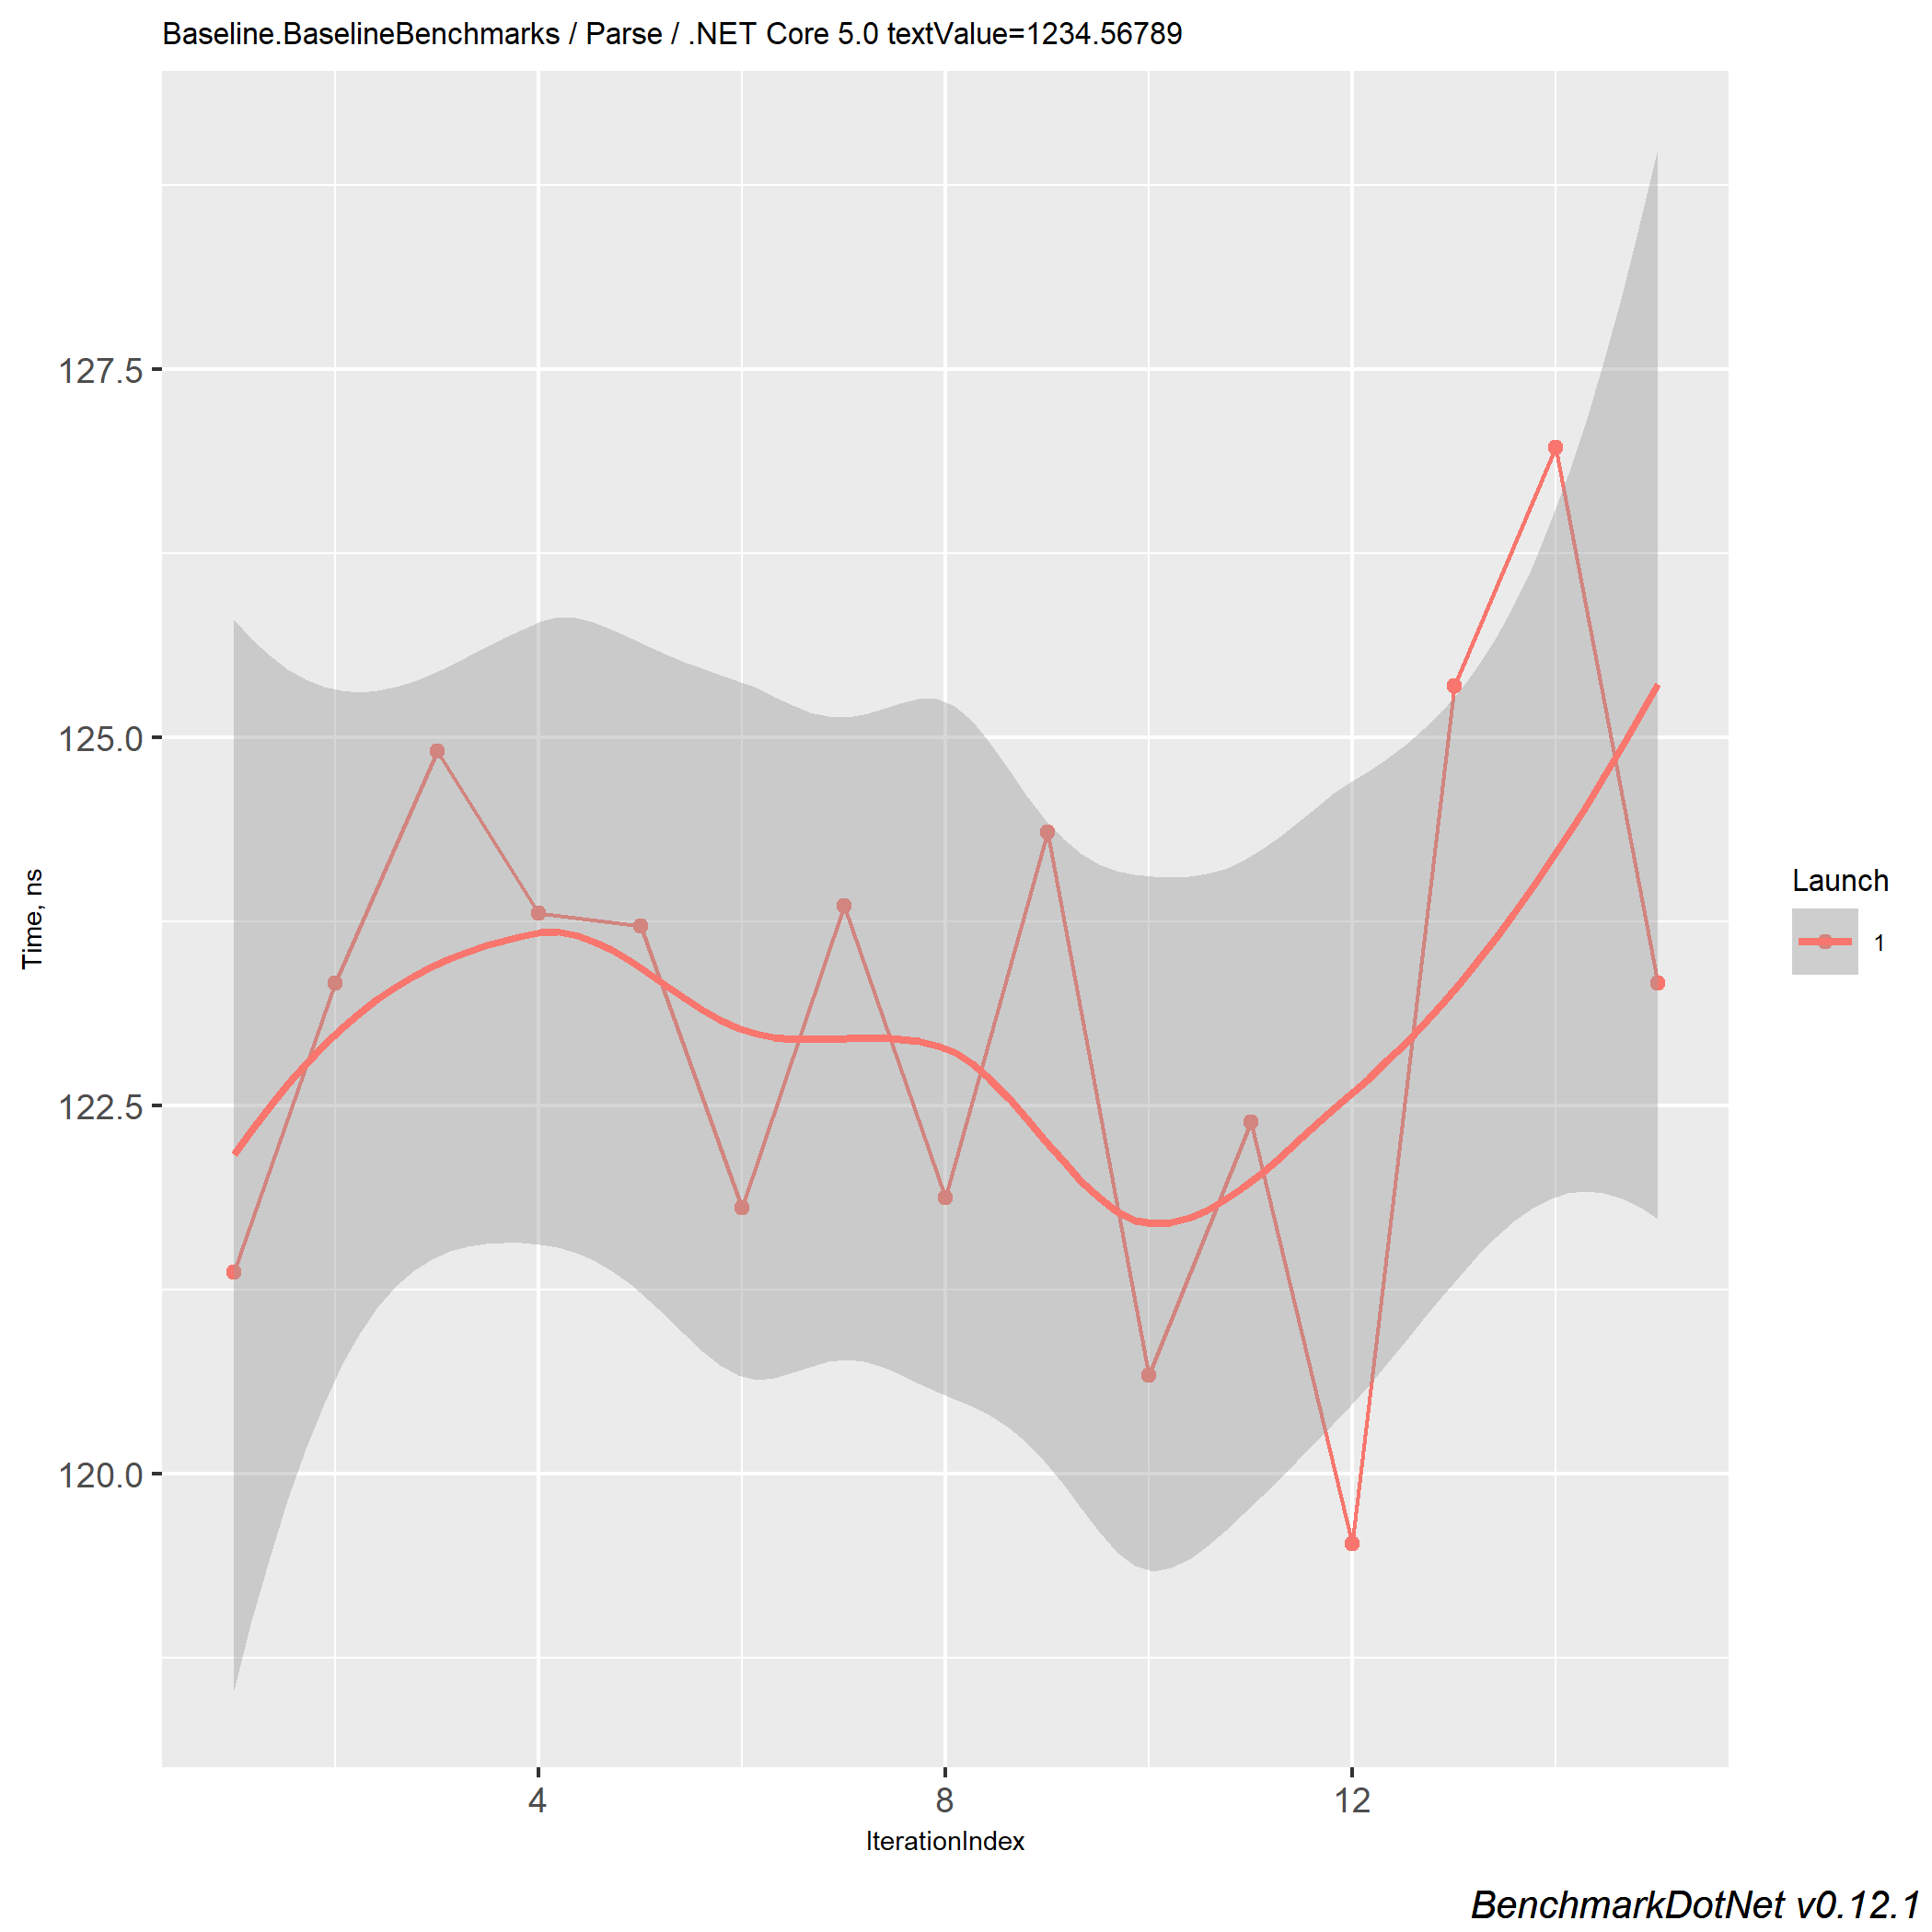 Baseline.BaselineBenchmarks / Parse / .NET Core 5.0 textValue=1234.56789
127.5
125.0
122.5
120.0
Time, ns
4
8
12
IterationIndex
Launch
1
BenchmarkDotNet v0.12.1